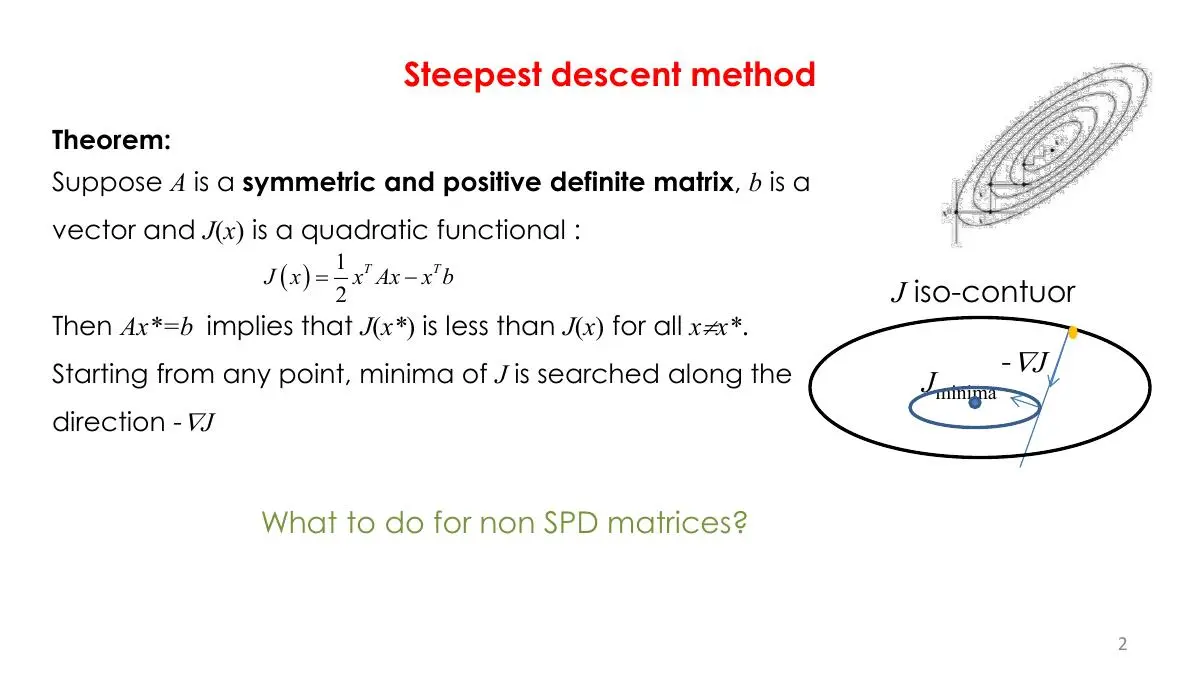 Steepest descent method
Theorem:
Suppose A is a symmetric and positive definite matrix, b is a
vector and J(x) is a quadratic functional :
J(x) = 1/2 x^T Ax − x^T b
Then Ax*=b implies that J(x*) is less than J(x) for all x≠x*.
Starting from any point, minima of J is searched along the
direction -∇J
J iso-contuor
-∇J
J minima
What to do for non SPD matrices?
2